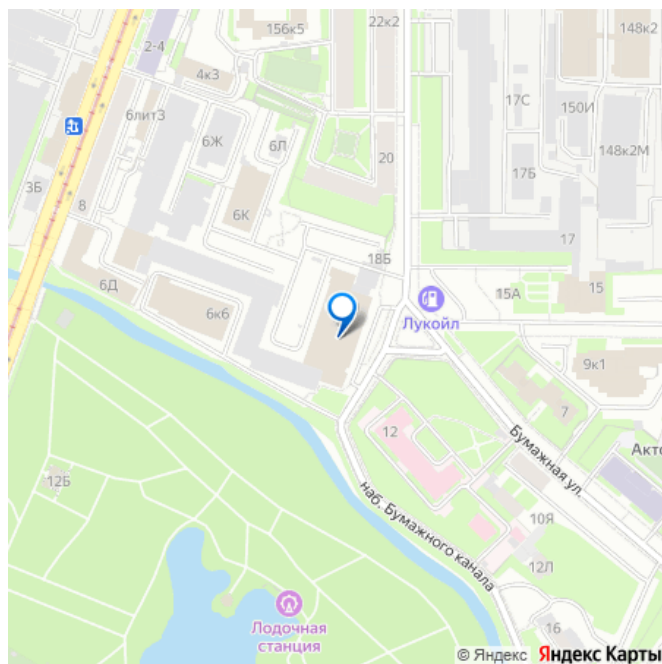 156к5
22к2
148к2
2-4
4к3
17С
150И
6литЗ
6Ж
6Л
148к2М
20
17Б
3Б
8
6К
17
18Б
6Д
15А
15
6к6
Лукойл
9к1
7
12
Бумажная ул.
Акто
12Б
наб. Бумажного канала
10Я
12Л
Лодочная
станция
16
© Яндекс Яндекс Карты